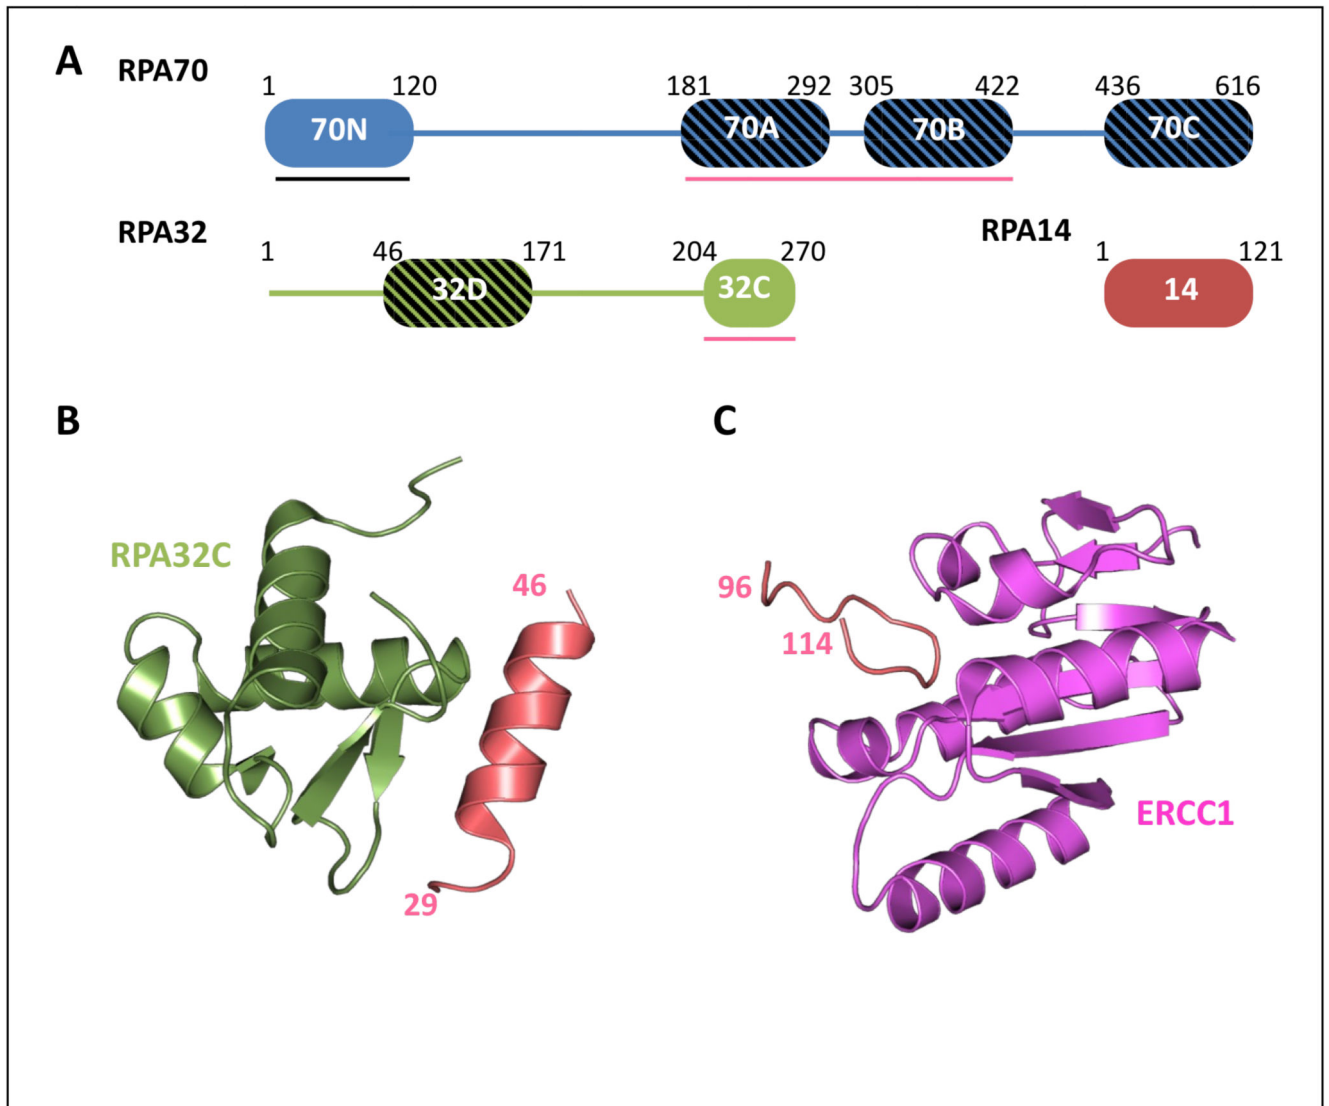 A RPA70 1 120 181 292 305 422 436 616
70N 70A 70B 70C
RPA32 1 46 171 204 270 RPA14 1 121
32D 32C 14
B C
RPA32C 46 96
114
29 ERCC1